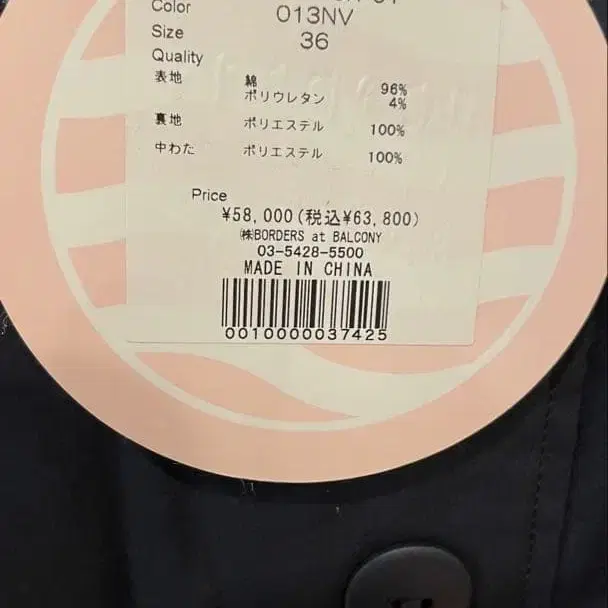 Color
013NV
Size
36
Quality
表地 綿 96%
ポリウレタン 4%
裏地 ポリエステル 100%
中わた ポリエステル 100%
Price
¥58,000(税込¥63,800)
㈱BORDERS at BALCONY
03-5428-5500
MADE IN CHINA
0010000037425